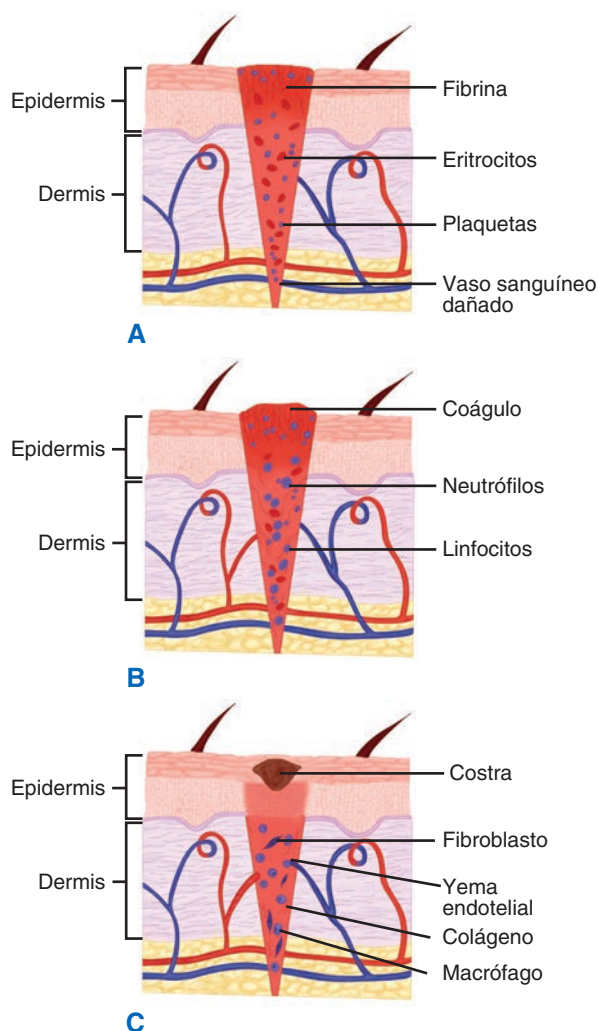 Epidermis
Dermis
Fibrina
Eritrocitos
Plaquetas
Vaso sanguíneo
dañado
A
Epidermis
Dermis
Coágulo
Neutrófilos
Linfocitos
B
Epidermis
Dermis
Costra
Fibroblasto
Yema
endotelial
Colágeno
Macrófago
C